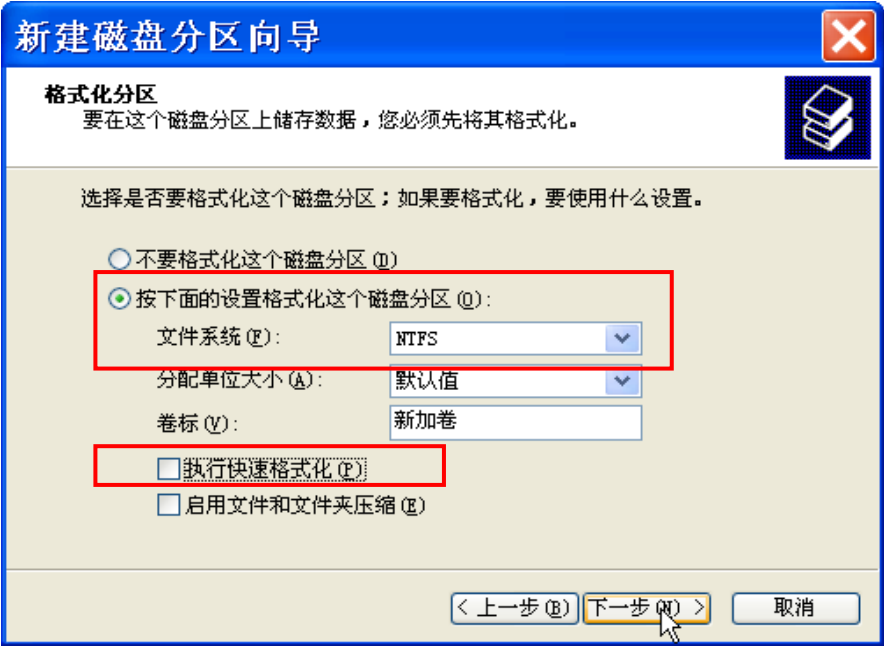 新建磁盘分区向导
格式化分区
要在这个磁盘分区上储存数据，您必须先将其格式化。
选择是否要格式化这个磁盘分区；如果要格式化，要使用什么设置。
不要格式化这个磁盘分区(D)
按下面的设置格式化这个磁盘分区(O):
文件系统(F): NTFS
分配单位大小(A): 默认值
卷标(V): 新加卷
执行快速格式化(P)
启用文件和文件夹压缩(E)
< 上一步(B) 下一步(N) > 取消